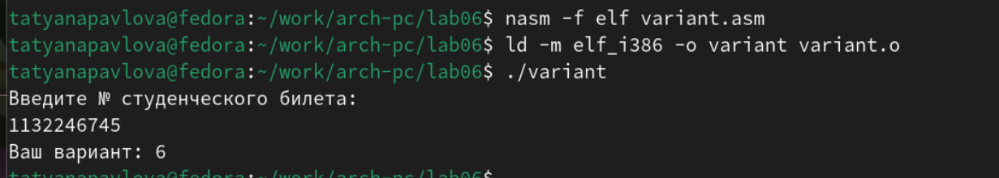 tatyanapavlova@fedora:~/work/arch-pc/lab06$ nasm -f elf variant.asm
tatyanapavlova@fedora:~/work/arch-pc/lab06$ ld -m elf_i386 -o variant variant.o
tatyanapavlova@fedora:~/work/arch-pc/lab06$ ./variant
Введите № студенческого билета:
1132246745
Ваш вариант: 6
tatyanapavlova@fedora:~/work/arch-pc/lab06$